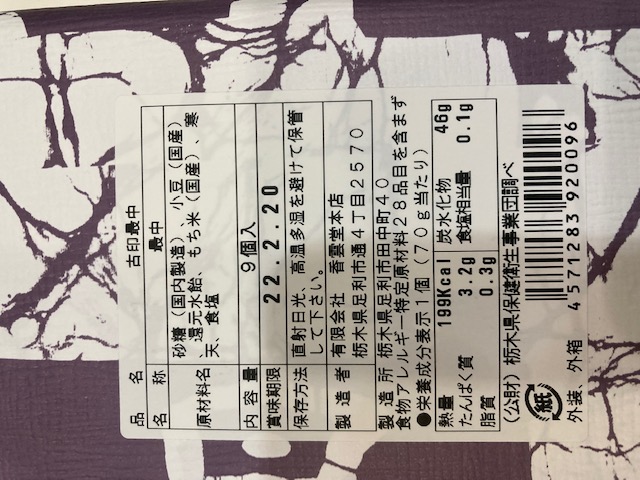 品名 古印最中
名称 最中
原材料名 砂糖（国内製造）、小豆（国産）、
還元水飴、もち米（国産）、寒
天、食塩
内容量 9個入
賞味期限 22.2.20
保存方法 直射日光、高温多湿を避けて保管
して下さい。
製造者 有限会社 香雲堂本店
栃木県足利市通4丁目2570
製造所 栃木県足利市田中町40
食物アレルギー特定原材料28品目を含まず
●栄養成分表示1個（70g当たり）
熱量 199Kcal 炭水化物 46g
たんぱく質 3.2g 食塩相当量 0.1g
脂質 0.3g
（公財）栃木県保健衛生事業団調べ
紙
外装、外箱
4571283920096